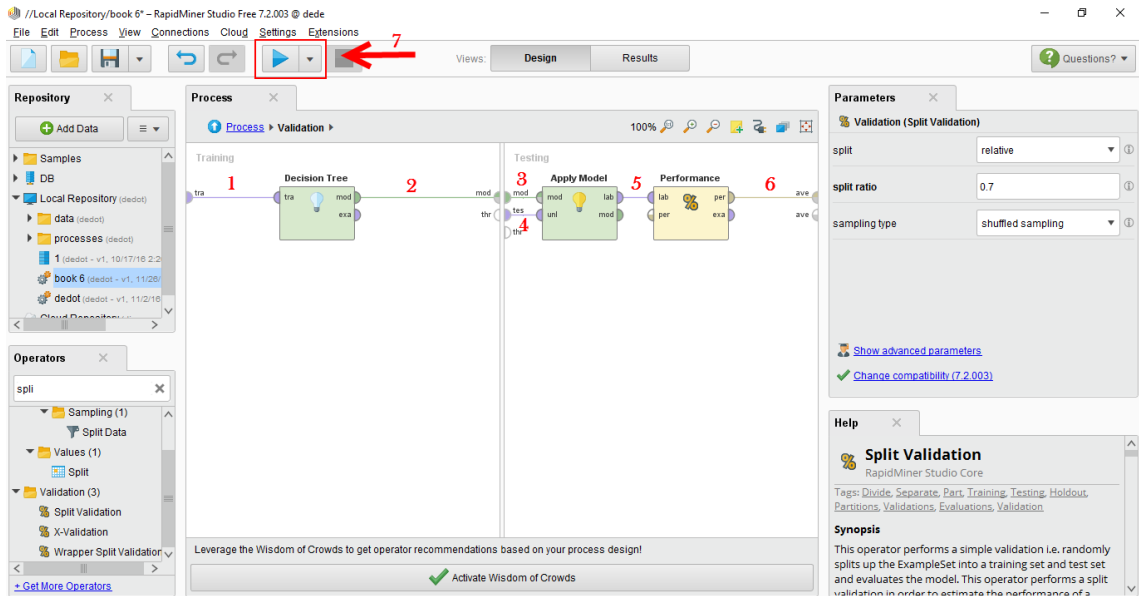 //Local Repository/book 6* – RapidMiner Studio Free 7.2.003 @ dede
File Edit Process View Connections Cloud Settings Extensions
7
Views: Design Results Questions?
Repository
Add Data
Samples
DB
Local Repository (dedot)
data (dedot)
processes (dedot)
1 (dedot - v1, 10/17/16 2:2
book 6 (dedot - v1, 11/26/
dedot (dedot - v1, 11/2/16
Cloud Repository
Operators
spli
Sampling (1)
Split Data
Values (1)
Split
Validation (3)
Split Validation
X-Validation
Wrapper Split Validation
+ Get More Operators
Process
Process Validation 100%
Training
Testing
1 Decision Tree 2 3 Apply Model 5 Performance 6
tra tra mod mod mod mod lab lab per ave
exa thr tes unl mod per exa ave
4
thr
Leverage the Wisdom of Crowds to get operator recommendations based on your process design!
Activate Wisdom of Crowds
Parameters
Validation (Split Validation)
split relative
split ratio 0.7
sampling type shuffled sampling
Show advanced parameters
Change compatibility (7.2.003)
Help
Split Validation
RapidMiner Studio Core
Tags: Divide, Separate, Part, Training, Testing, Holdout,
Partitions, Validations, Evaluations, Validation
Synopsis
This operator performs a simple validation i.e. randomly
splits up the ExampleSet into a training set and test set
and evaluates the model. This operator performs a split
validation in order to estimate the performance of a